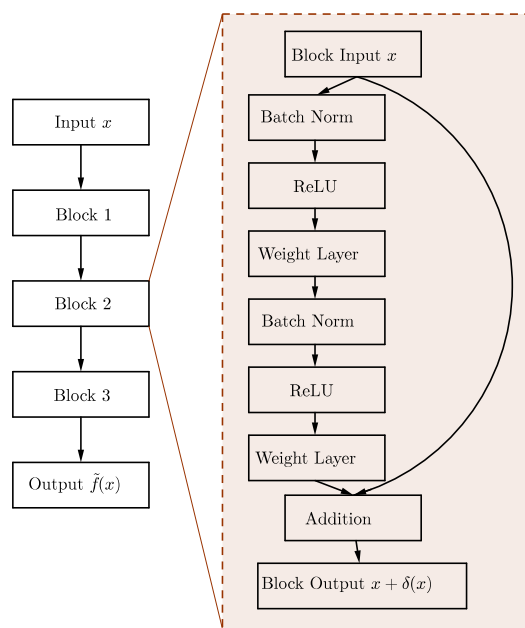 Input x
Block 1
Block 2
Block 3
Output f̃(x)
Block Input x
Batch Norm
ReLU
Weight Layer
Batch Norm
ReLU
Weight Layer
Addition
Block Output x + δ(x)